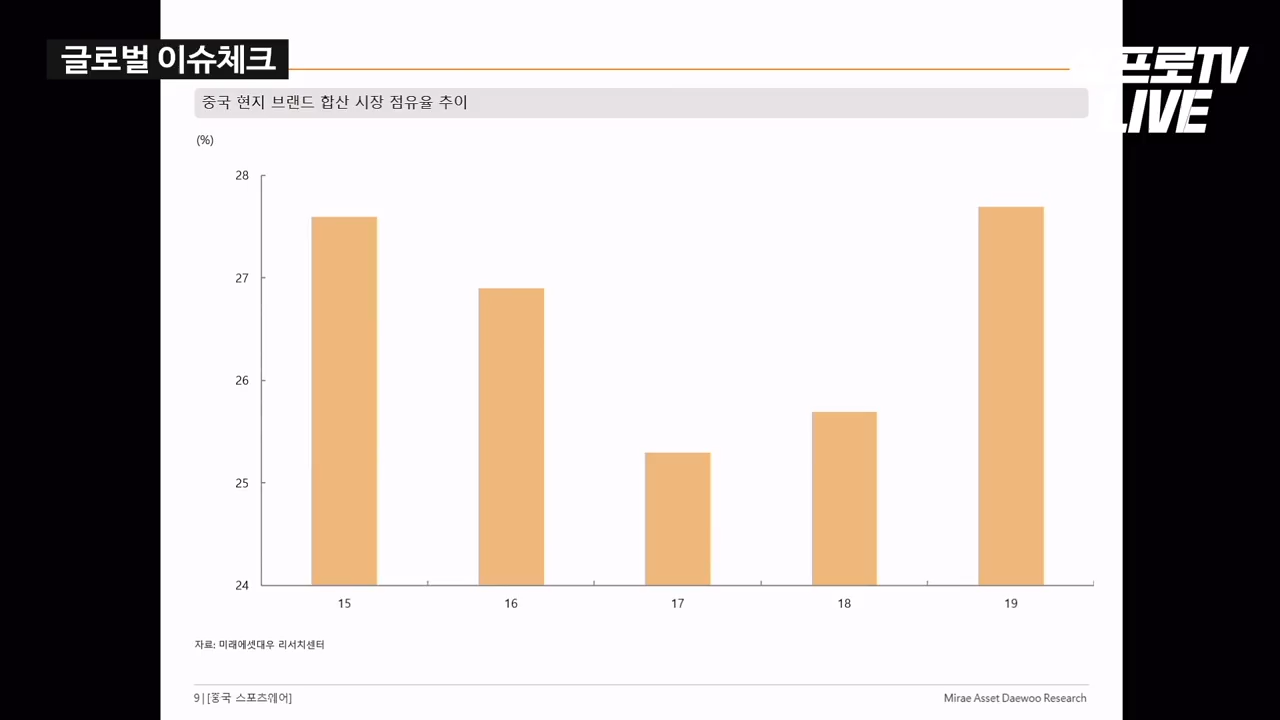 글로벌 이슈체크
프로TV
LIVE
중국 현지 브랜드 합산 시장 점유율 추이
(%)
28
27
26
25
24
15 16 17 18 19
자료: 미래에셋대우 리서치센터
9 | [중국 스포츠웨어] Mirae Asset Daewoo Research